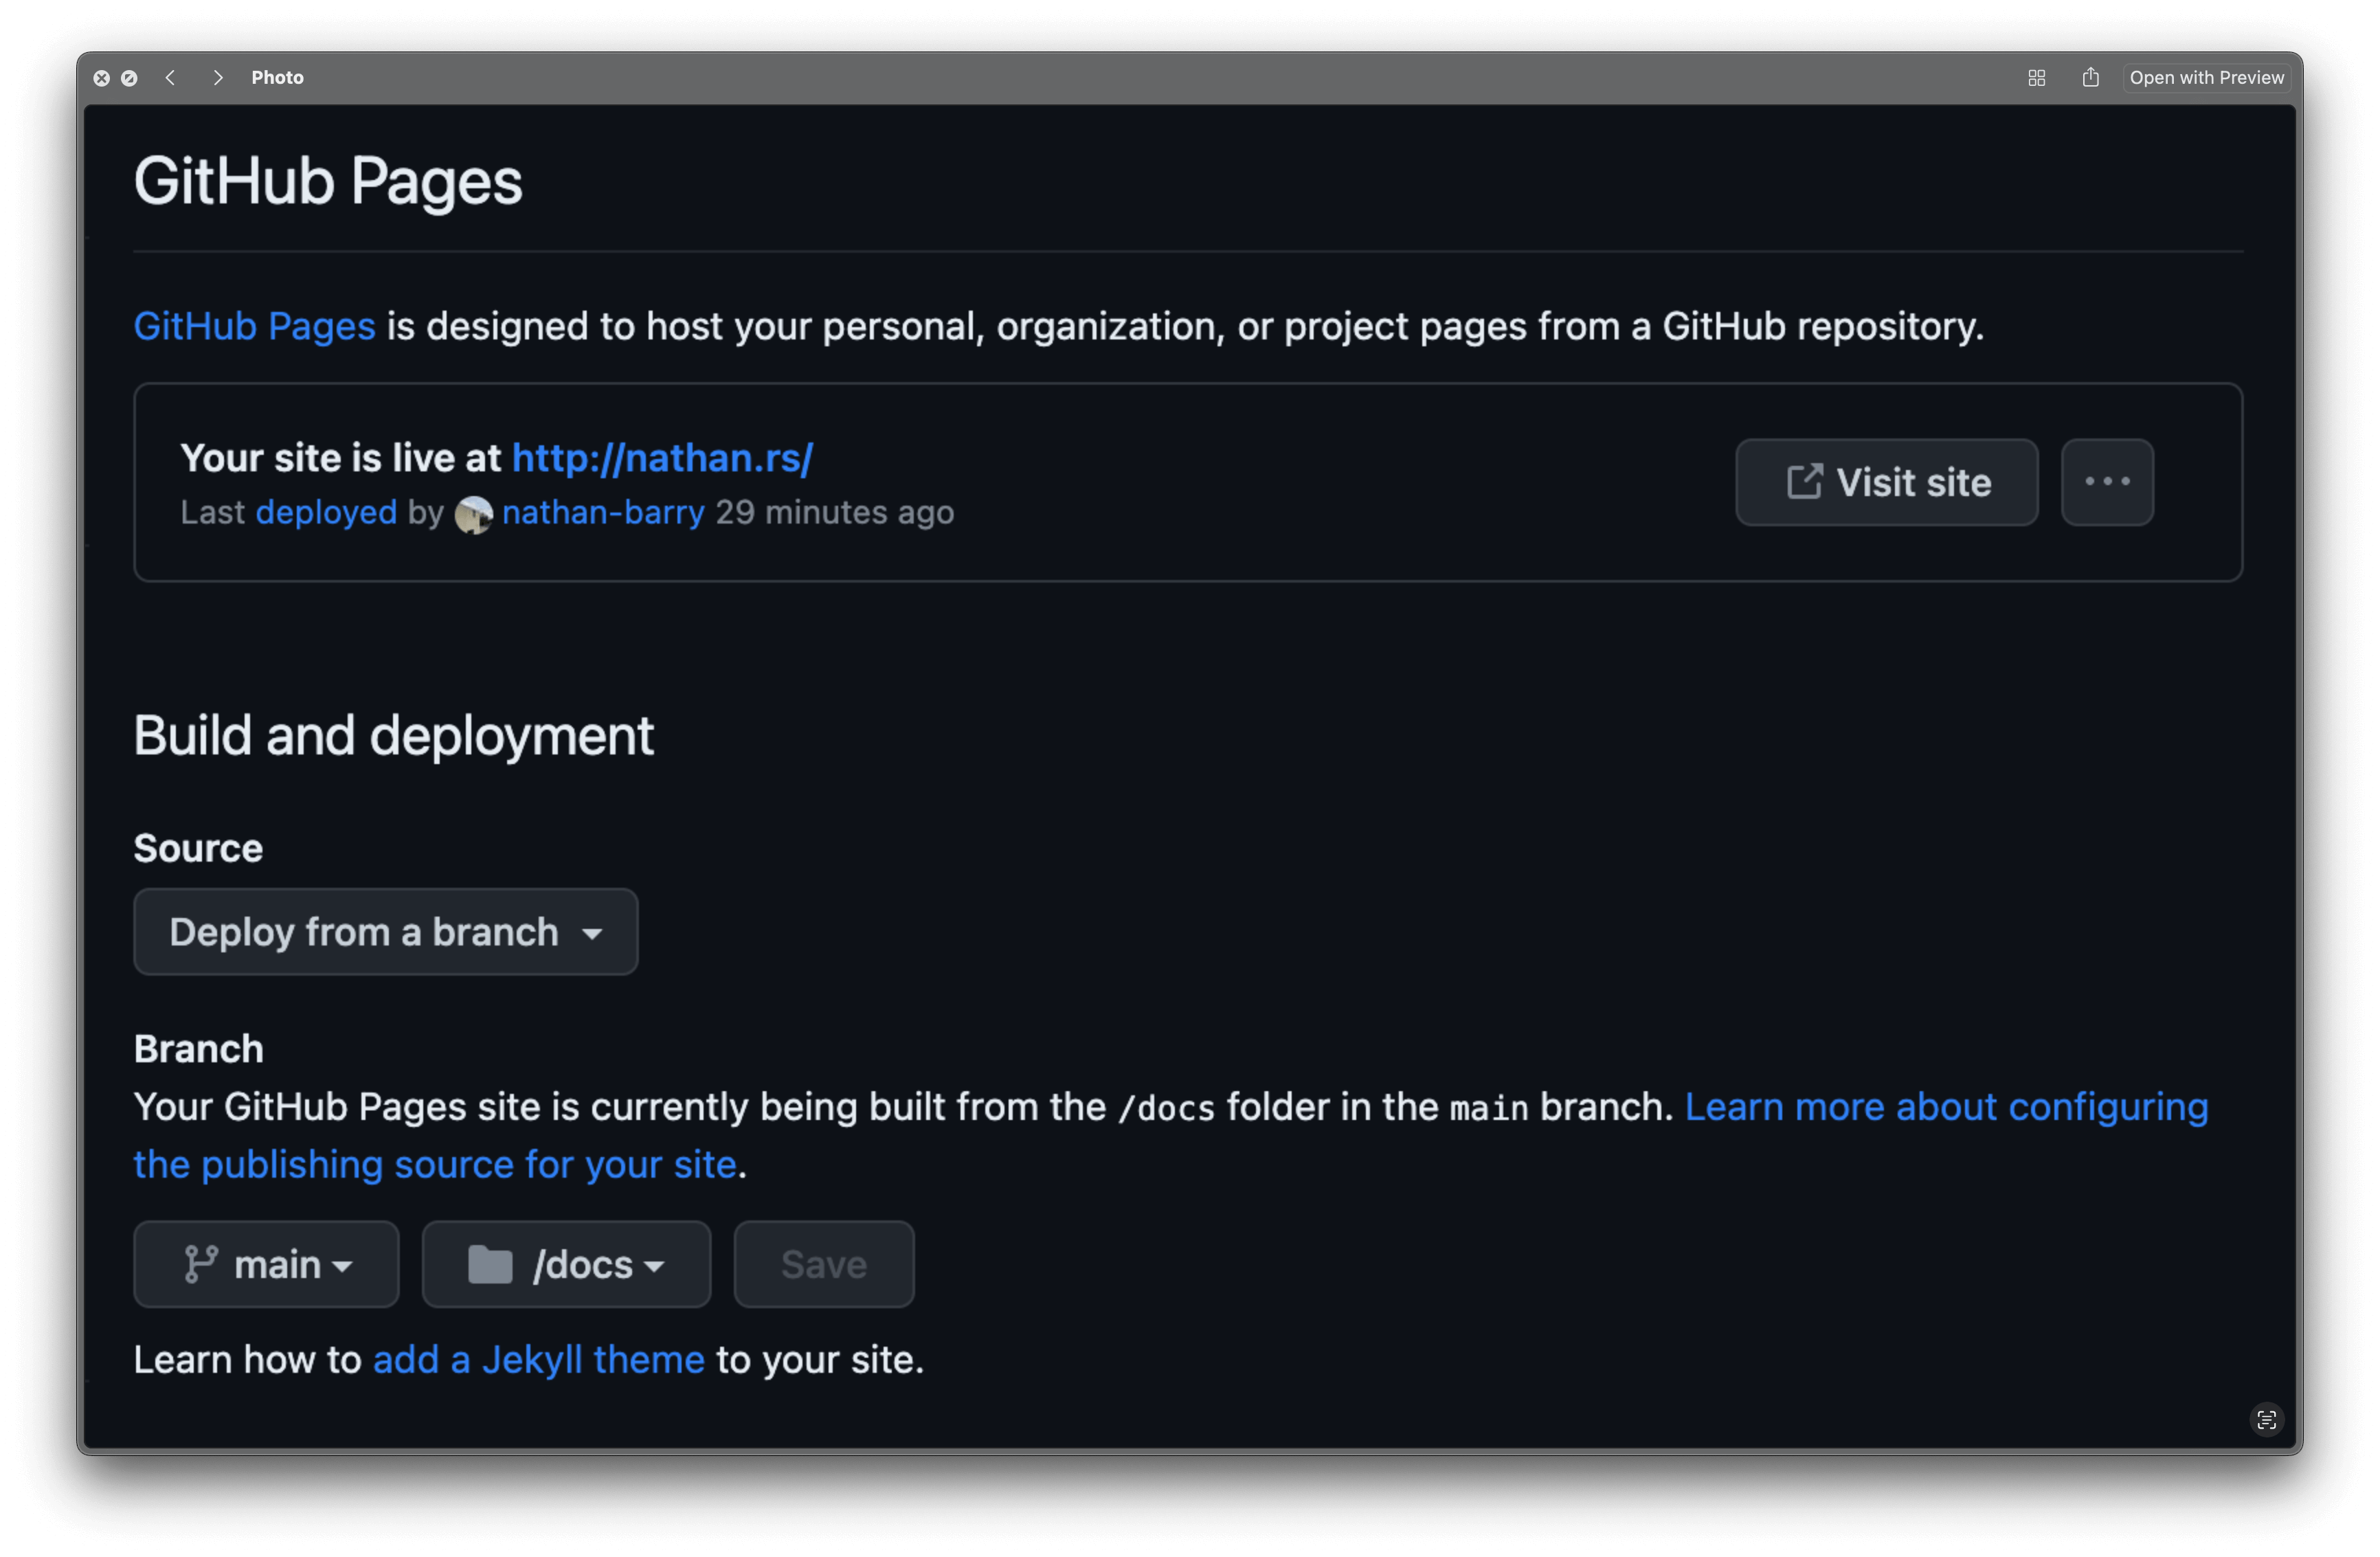 Photo
Open with Preview
GitHub Pages
GitHub Pages is designed to host your personal, organization, or project pages from a GitHub repository.
Your site is live at http://nathan.rs/
Visit site
Last deployed by nathan-barry 29 minutes ago
Build and deployment
Source
Deploy from a branch
Branch
Your GitHub Pages site is currently being built from the /docs folder in the main branch. Learn more about configuring
the publishing source for your site.
main /docs Save
Learn how to add a Jekyll theme to your site.